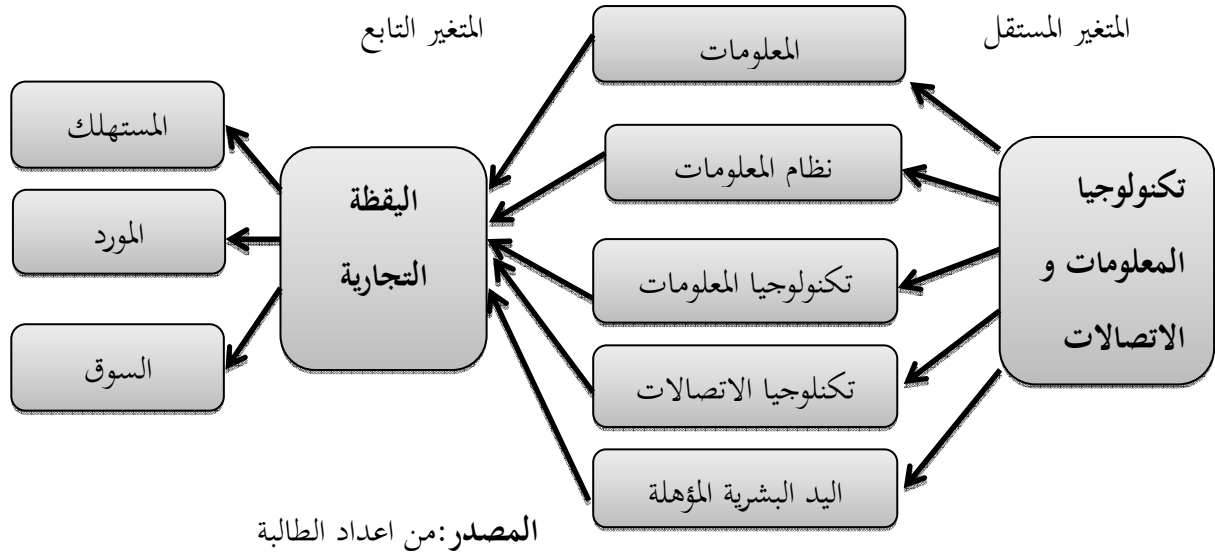 المتغير المستقل
المتغير التابع
تكنولوجيا
المعلومات و
الاتصالات
المعلومات
نظام المعلومات
تكنولوجيا المعلومات
تكنلوجيا الاتصالات
اليد البشرية المؤهلة
اليقظة
التجارية
المستهلك
المورد
السوق
المصدر:من اعداد الطالبة